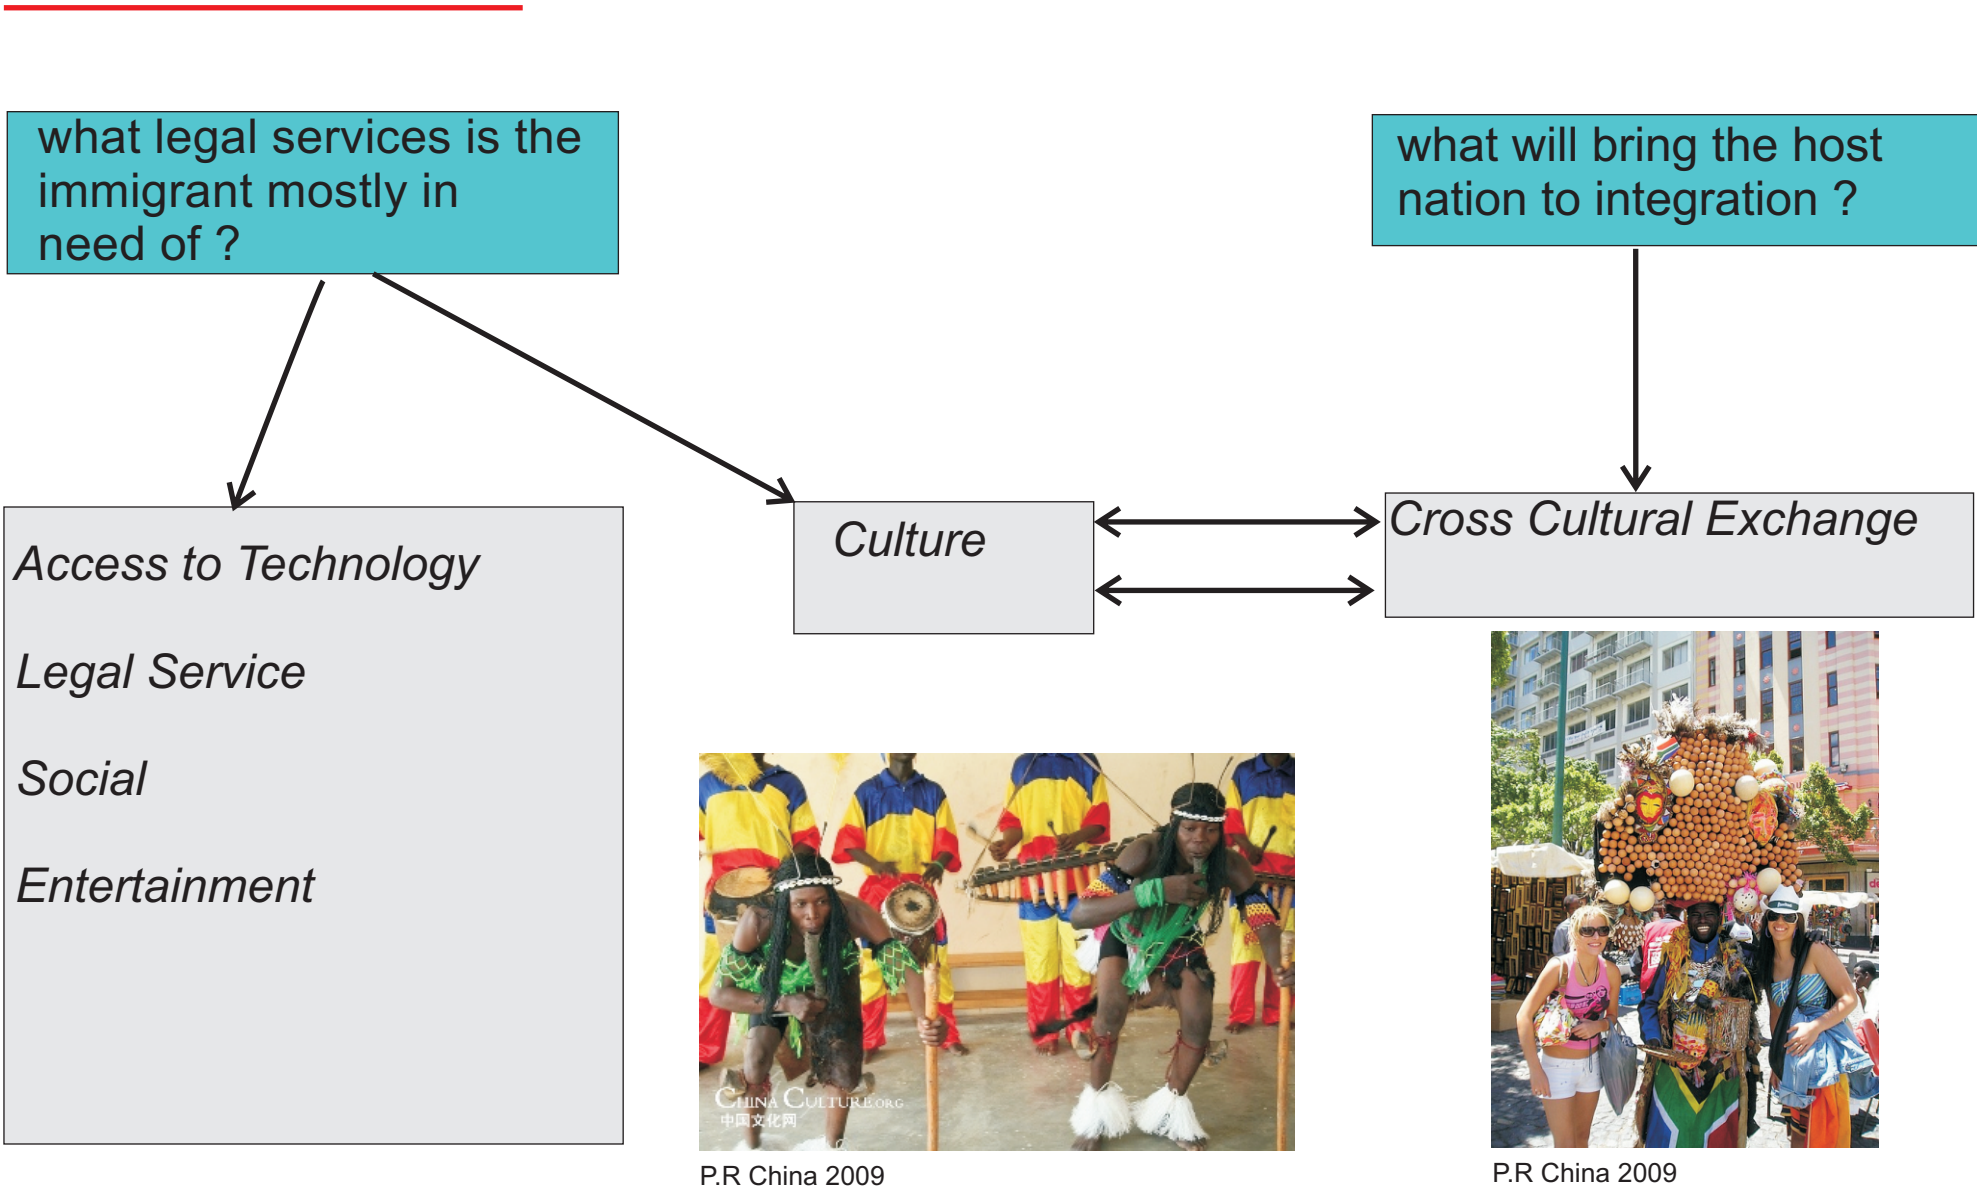 what legal services is the
immigrant mostly in
need of ?
what will bring the host
nation to integration ?
Access to Technology
Legal Service
Social
Entertainment
Culture
Cross Cultural Exchange
CHINA CULTURE.ORG
中国文化网
P.R China 2009
P.R China 2009